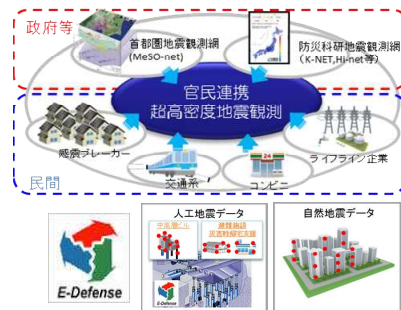 政府等
首都圏地震観測網
(MeSO-net)
防災科研地震観測網
(K-NET,Hi-net等)
官民連携
超高密度地震観測
感震ブレーカー
交通系
コンビニ
ライフライン企業
民間
24
E-Defense
人工地震データ
自然地震データ
E-Defense